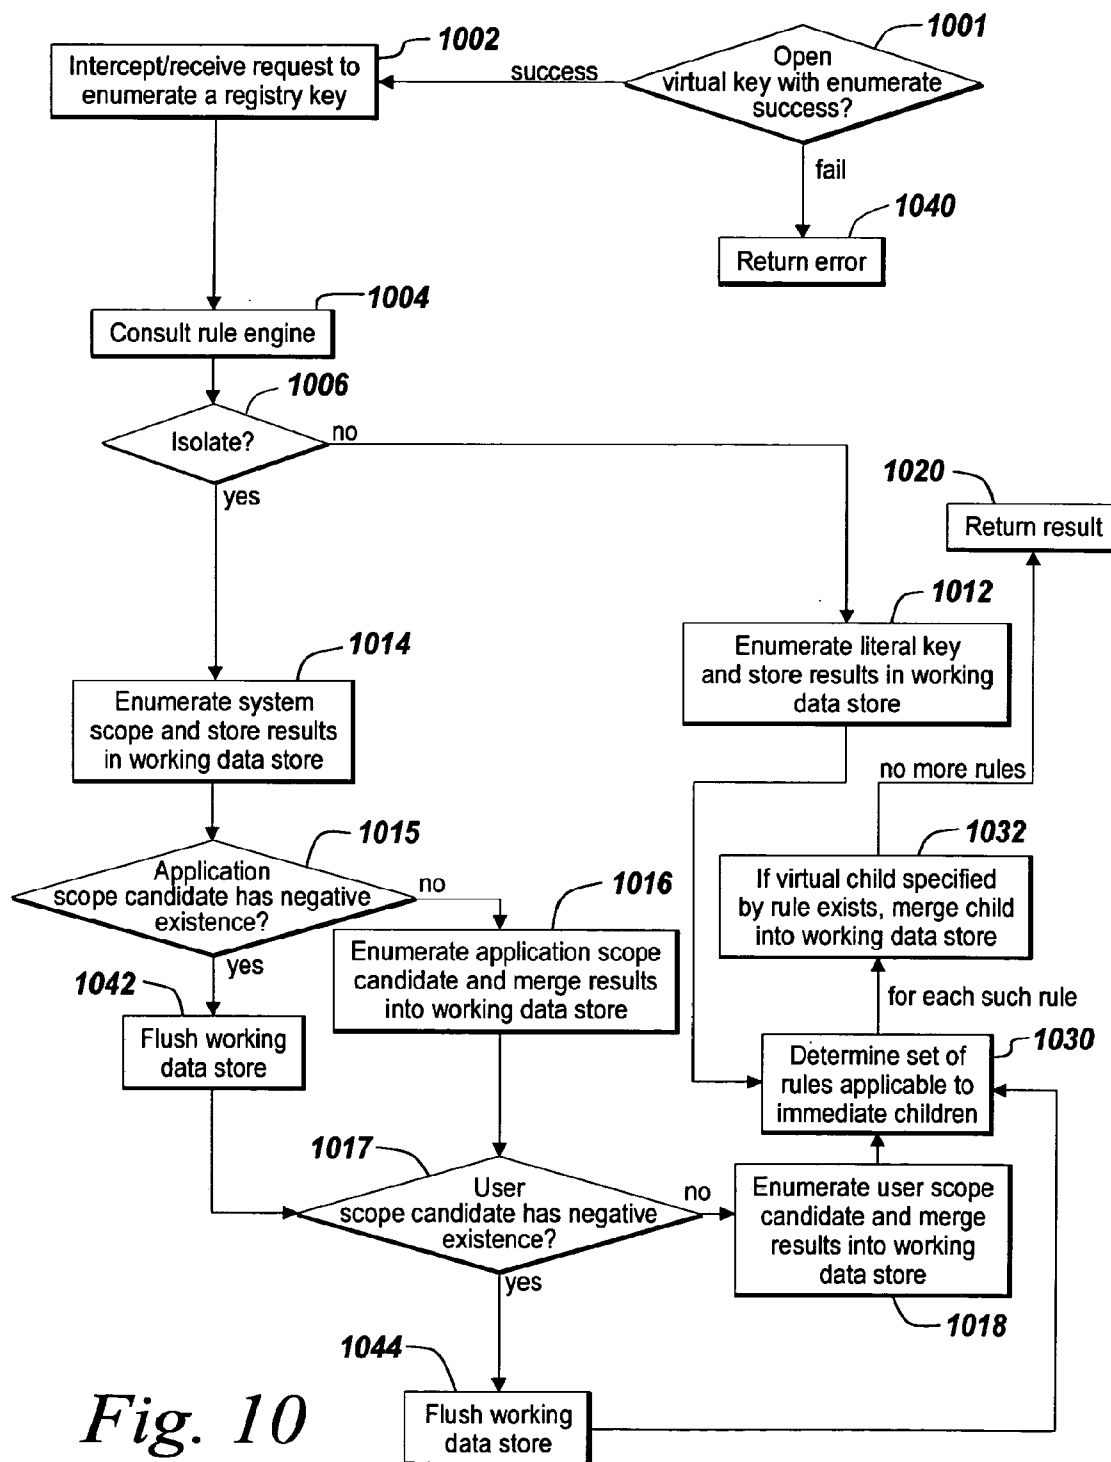 1002
Intercept/receive request to
enumerate a registry key
success
1001
Open
virtual key with enumerate
success?
fail
1040
Return error
1004
Consult rule engine
1006
Isolate?
no
yes
1020
Return result
1012
Enumerate literal key
and store results in working
data store
1014
Enumerate system
scope and store results
in working data store
no more rules
1015
Application
scope candidate has negative
existence?
no
yes
1016
Enumerate application scope
candidate and merge results
into working data store
1032
If virtual child specified
by rule exists, merge child
into working data store
for each such rule
1042
Flush working
data store
1030
Determine set of
rules applicable to
immediate children
1017
User
scope candidate has negative
existence?
no
yes
Enumerate user scope
candidate and merge
results into working
data store
1018
1044
Flush working
data store
Fig. 10